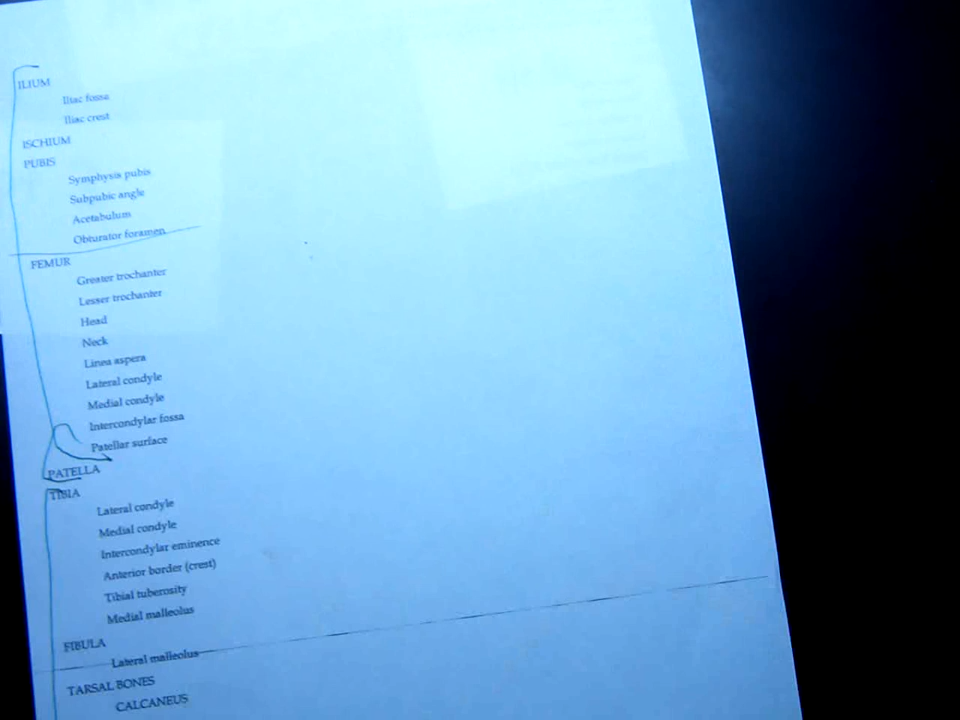 ILIUM
Iliac fossa
Iliac crest
ISCHIUM
PUBIS
Symphysis pubis
Subpubic angle
Acetabulum
Obturator foramen
FEMUR
Greater trochanter
Lesser trochanter
Head
Neck
Linea aspera
Lateral condyle
Medial condyle
Intercondylar fossa
Patellar surface
PATELLA
TIBIA
Lateral condyle
Medial condyle
Intercondylar eminence
Anterior border (crest)
Tibial tuberosity
Medial malleolus
FIBULA
Lateral malleolus
TARSAL BONES
CALCANEUS